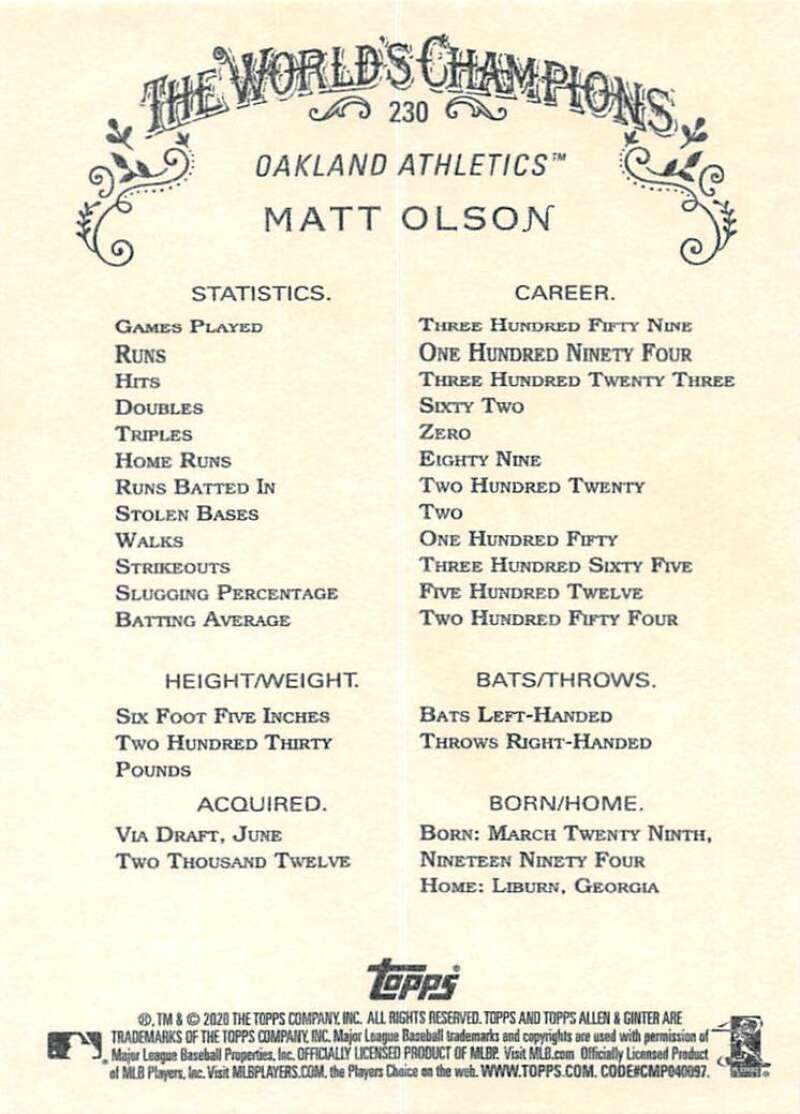 THE WORLD'S CHAMPIONS
230
OAKLAND ATHLETICS™
MATT OLSON
STATISTICS.
GAMES PLAYED
RUNS
HITS
DOUBLES
TRIPLES
HOME RUNS
RUNS BATTED IN
STOLEN BASES
WALKS
STRIKEOUTS
SLUGGING PERCENTAGE
BATTING AVERAGE
CAREER.
THREE HUNDRED FIFTY NINE
ONE HUNDRED NINETY FOUR
THREE HUNDRED TWENTY THREE
SIXTY TWO
ZERO
EIGHTY NINE
TWO HUNDRED TWENTY
TWO
ONE HUNDRED FIFTY
THREE HUNDRED SIXTY FIVE
FIVE HUNDRED TWELVE
TWO HUNDRED FIFTY FOUR
HEIGHT/WEIGHT.
SIX FOOT FIVE INCHES
TWO HUNDRED THIRTY
POUNDS
BATS/THROWS.
BATS LEFT-HANDED
THROWS RIGHT-HANDED
ACQUIRED.
VIA DRAFT, JUNE
TWO THOUSAND TWELVE
BORN/HOME.
BORN: MARCH TWENTY NINTH,
NINETEEN NINETY FOUR
HOME: LIBURN, GEORGIA
topps®
®, TM & © 2020 THE TOPPS COMPANY, INC. ALL RIGHTS RESERVED. TOPPS AND TOPPS ALLEN & GINTER ARE
TRADEMARKS OF THE TOPPS COMPANY, INC. Major League Baseball trademarks and copyrights are used with permission of
Major League Baseball Properties, Inc. OFFICIALLY LICENSED PRODUCT OF MLBP. Visit MLB.com Officially Licensed Product
of MLB Players, Inc. Visit MLBPLAYERS.COM, the Players Choice on the web. WWW.TOPPS.COM. CODE#CMP040097.